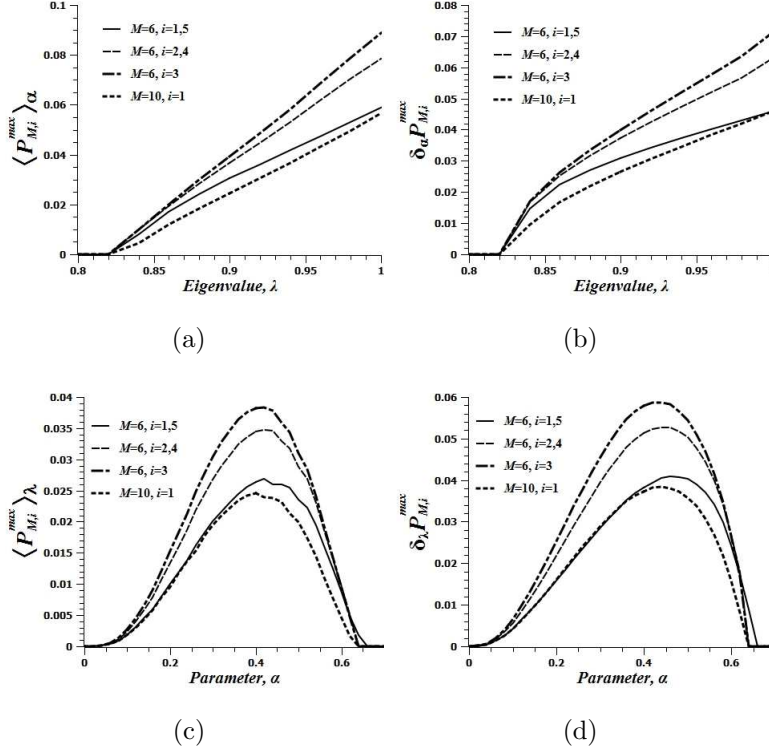 ⟨P^{max}_{M,i}⟩α
0.1
0.08
0.06
0.04
0.02
0
M=6, i=1,5
M=6, i=2,4
M=6, i=3
M=10, i=1
0.8 0.85 0.9 0.95 1
Eigenvalue, λ
(a)
δ_α P^{max}_{M,i}
0.08
0.07
0.06
0.05
0.04
0.03
0.02
0.01
0
M=6, i=1,5
M=6, i=2,4
M=6, i=3
M=10, i=1
0.8 0.85 0.9 0.95
Eigenvalue, λ
(b)
⟨P^{max}_{M,i}⟩λ
0.04
0.035
0.03
0.025
0.02
0.015
0.01
0.005
0
M=6, i=1,5
M=6, i=2,4
M=6, i=3
M=10, i=1
0 0.2 0.4 0.6
Parameter, α
(c)
δ_λ P^{max}_{M,i}
0.06
0.05
0.04
0.03
0.02
0.01
0
M=6, i=1,5
M=6, i=2,4
M=6, i=3
M=10, i=1
0 0.2 0.4 0.6
Parameter, α
(d)